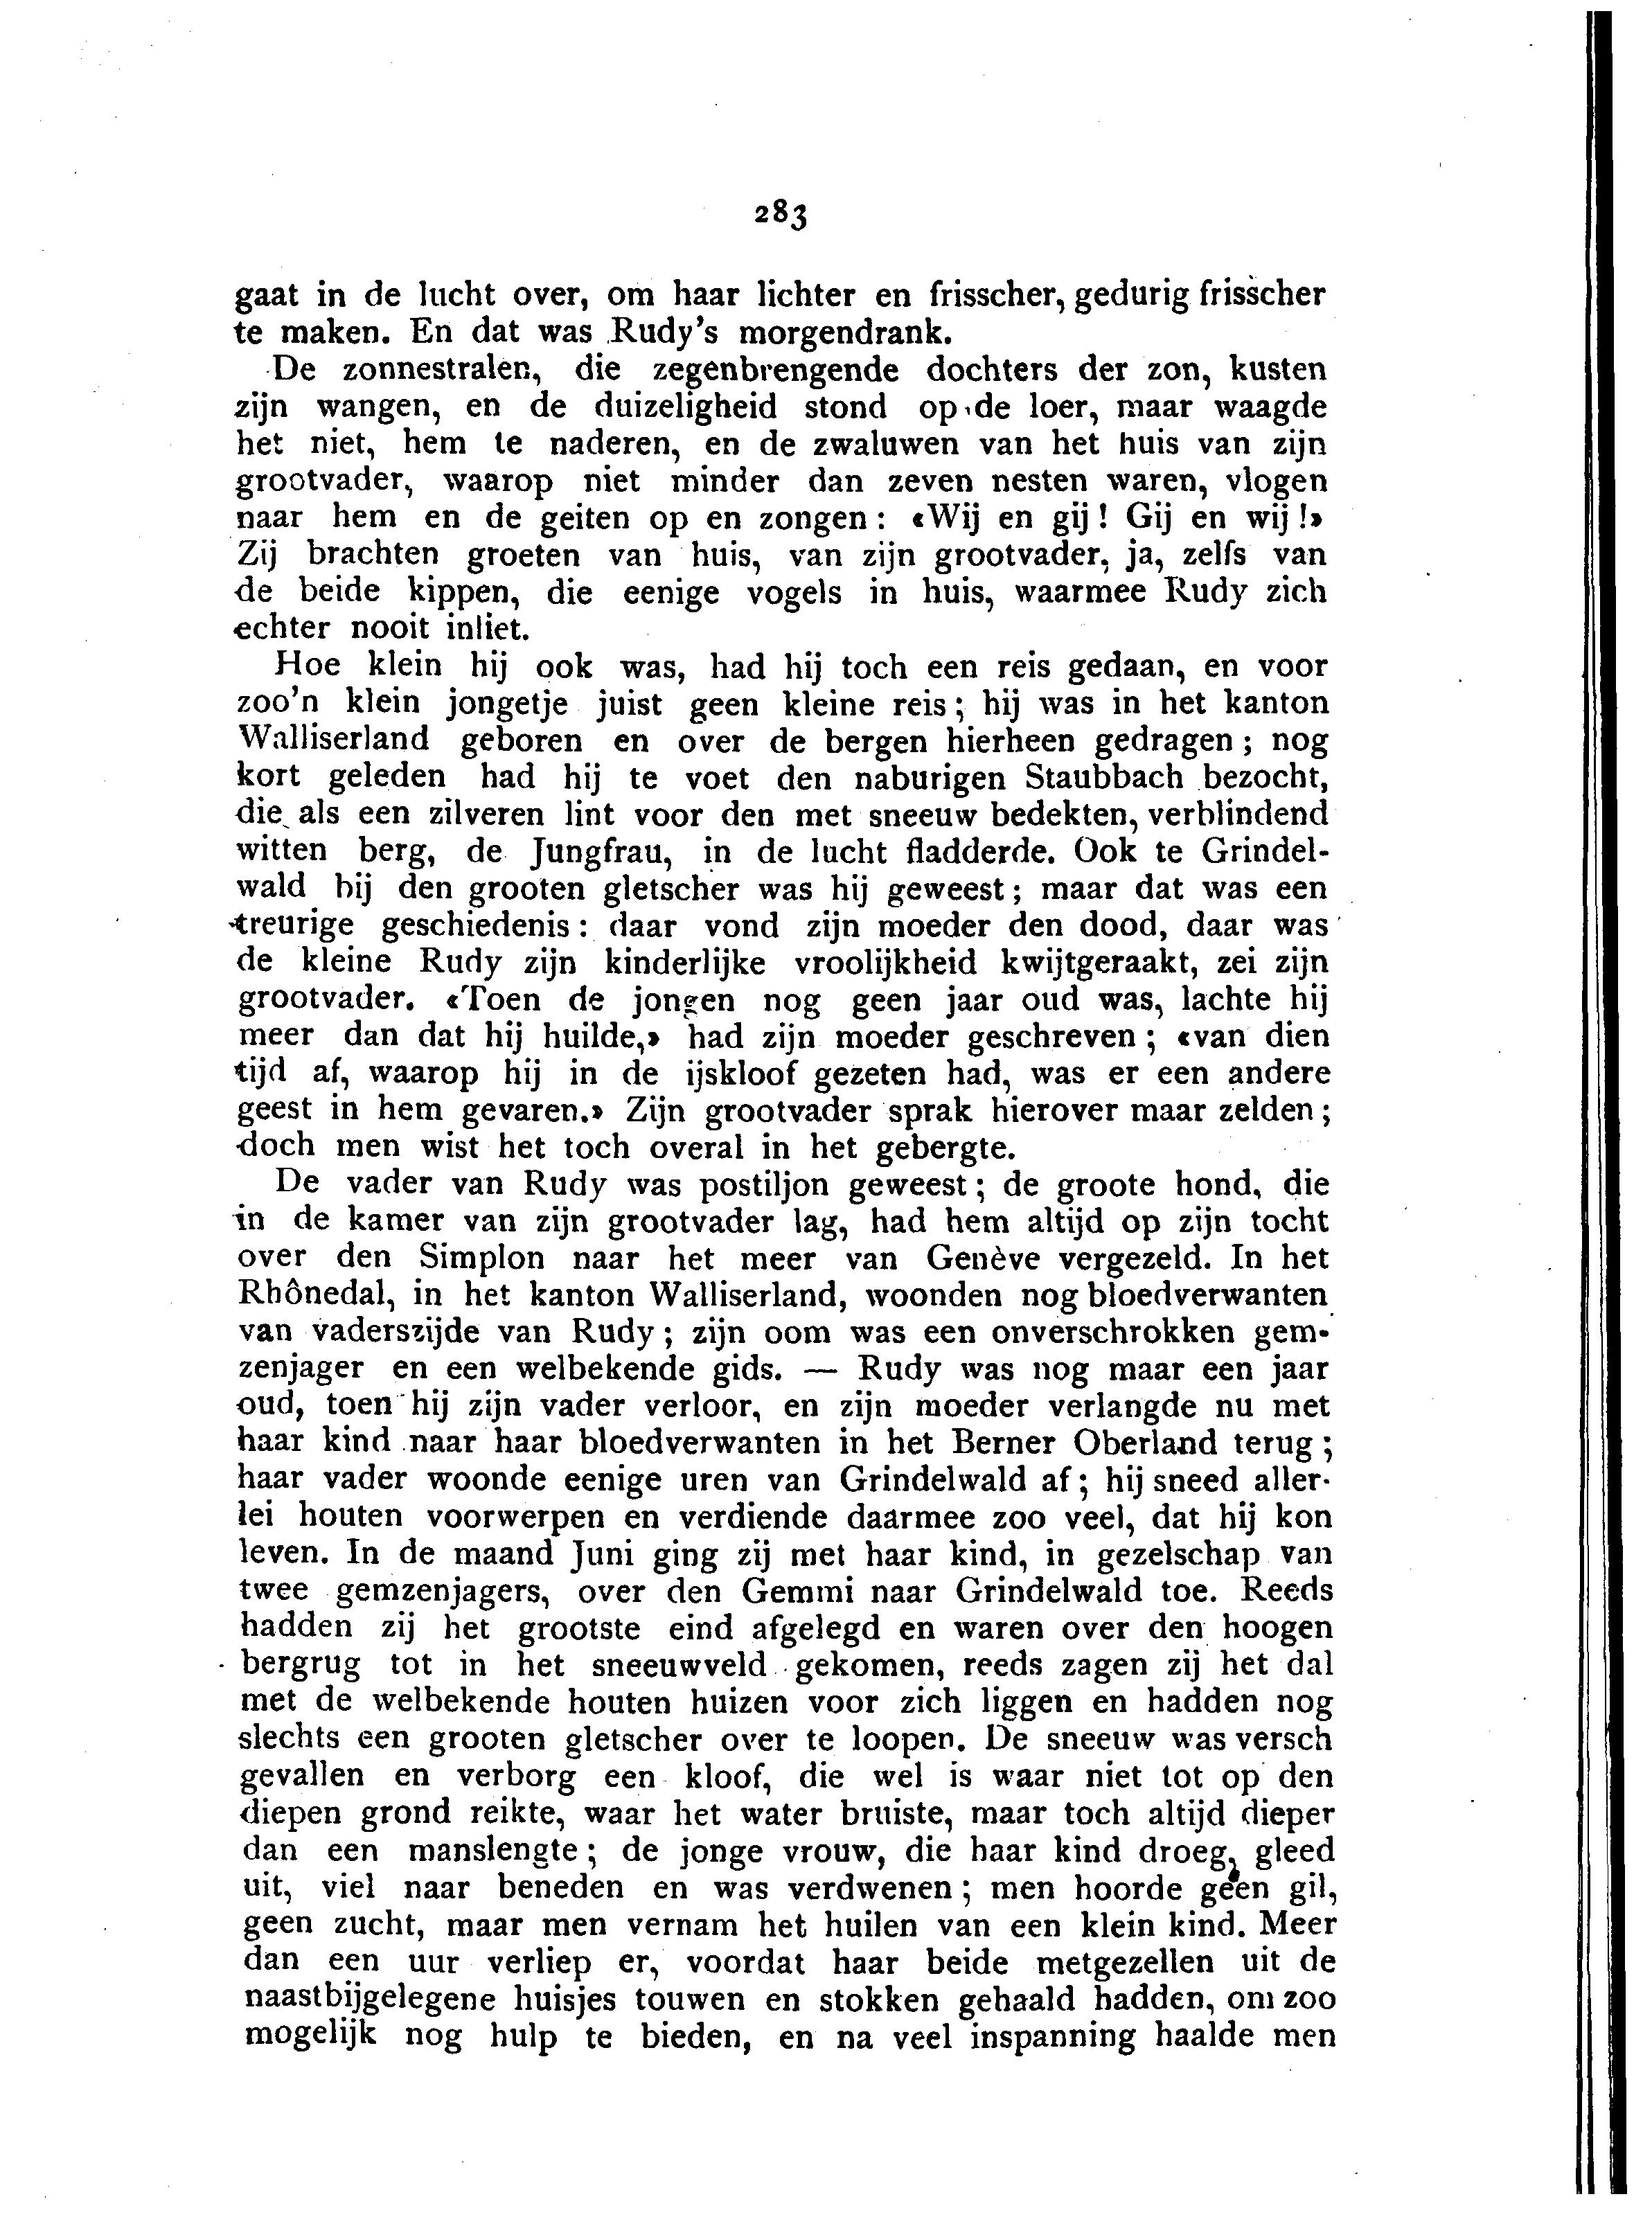 283
gaat in de lucht over, om haar lichter en frisscher, gedurig frisscher
te maken. En dat was Rudy's morgendrank.
De zonnestralen, die zegenbrengende dochters der zon, kusten
zijn wangen, en de duizeligheid stond op de loer, maar waagde
het niet, hem te naderen, en de zwaluwen van het huis van zijn
grootvader, waarop niet minder dan zeven nesten waren, vlogen
naar hem en de geiten op en zongen: «Wij en gij! Gij en wij!»
Zij brachten groeten van huis, van zijn grootvader, ja, zelfs van
de beide kippen, die eenige vogels in huis, waarmee Rudy zich
echter nooit inliet.
Hoe klein hij ook was, had hij toch een reis gedaan, en voor
zoo'n klein jongetje juist geen kleine reis; hij was in het kanton
Walliserland geboren en over de bergen hierheen gedragen; nog
kort geleden had hij te voet den naburigen Staubbach bezocht,
die als een zilveren lint voor den met sneeuw bedekten, verblindend
witten berg, de Jungfrau, in de lucht fladderde. Ook te Grindel-
wald bij den grooten gletscher was hij geweest; maar dat was een
treurige geschiedenis: daar vond zijn moeder den dood, daar was
de kleine Rudy zijn kinderlijke vroolijkheid kwijtgeraakt, zei zijn
grootvader. «Toen de jongen nog geen jaar oud was, lachte hij
meer dan dat hij huilde,» had zijn moeder geschreven; «van dien
tijd af, waarop hij in de ijskloof gezeten had, was er een andere
geest in hem gevaren.» Zijn grootvader sprak hierover maar zelden;
doch men wist het toch overal in het gebergte.
De vader van Rudy was postiljon geweest; de groote hond, die
in de kamer van zijn grootvader lag, had hem altijd op zijn tocht
over den Simplon naar het meer van Genève vergezeld. In het
Rhônedal, in het kanton Walliserland, woonden nog bloedverwanten
van vaderszijde van Rudy; zijn oom was een onverschrokken gem-
zenjager en een welbekende gids. — Rudy was nog maar een jaar
oud, toen hij zijn vader verloor, en zijn moeder verlangde nu met
haar kind naar haar bloedverwanten in het Berner Oberland terug;
haar vader woonde eenige uren van Grindelwald af; hij sneed aller-
lei houten voorwerpen en verdiende daarmee zoo veel, dat hij kon
leven. In de maand Juni ging zij met haar kind, in gezelschap van
twee gemzenjagers, over den Gemmi naar Grindelwald toe. Reeds
hadden zij het grootste eind afgelegd en waren over den hoogen
bergrug tot in het sneeuwveld gekomen, reeds zagen zij het dal
met de welbekende houten huizen voor zich liggen en hadden nog
slechts een grooten gletscher over te loopen. De sneeuw was versch
gevallen en verborg een kloof, die wel is waar niet tot op den
diepen grond reikte, waar het water bruiste, maar toch altijd dieper
dan een manslengte; de jonge vrouw, die haar kind droeg, gleed
uit, viel naar beneden en was verdwenen; men hoorde geen gil,
geen zucht, maar men vernam het huilen van een klein kind. Meer
dan een uur verliep er, voordat haar beide metgezellen uit de
naastbijgelegene huisjes touwen en stokken gehaald hadden, om zoo
mogelijk nog hulp te bieden, en na veel inspanning haalde men